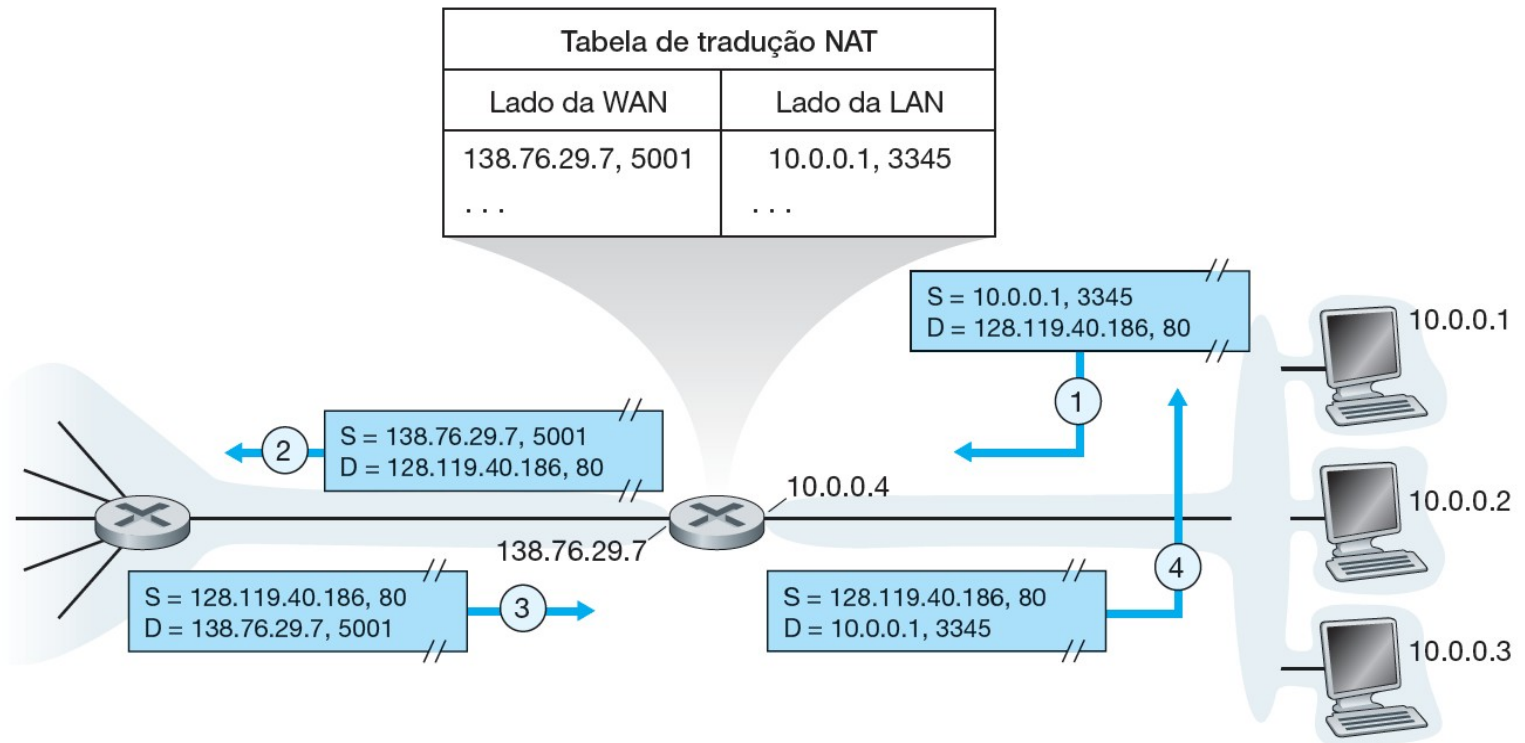 Tabela de tradução NAT
Lado da WAN Lado da LAN
138.76.29.7, 5001 10.0.0.1, 3345
. . . . . .
S = 10.0.0.1, 3345
D = 128.119.40.186, 80
10.0.0.1
1
2
S = 138.76.29.7, 5001
D = 128.119.40.186, 80
10.0.0.4
10.0.0.2
138.76.29.7
S = 128.119.40.186, 80
D = 138.76.29.7, 5001
3
S = 128.119.40.186, 80
D = 10.0.0.1, 3345
4
10.0.0.3